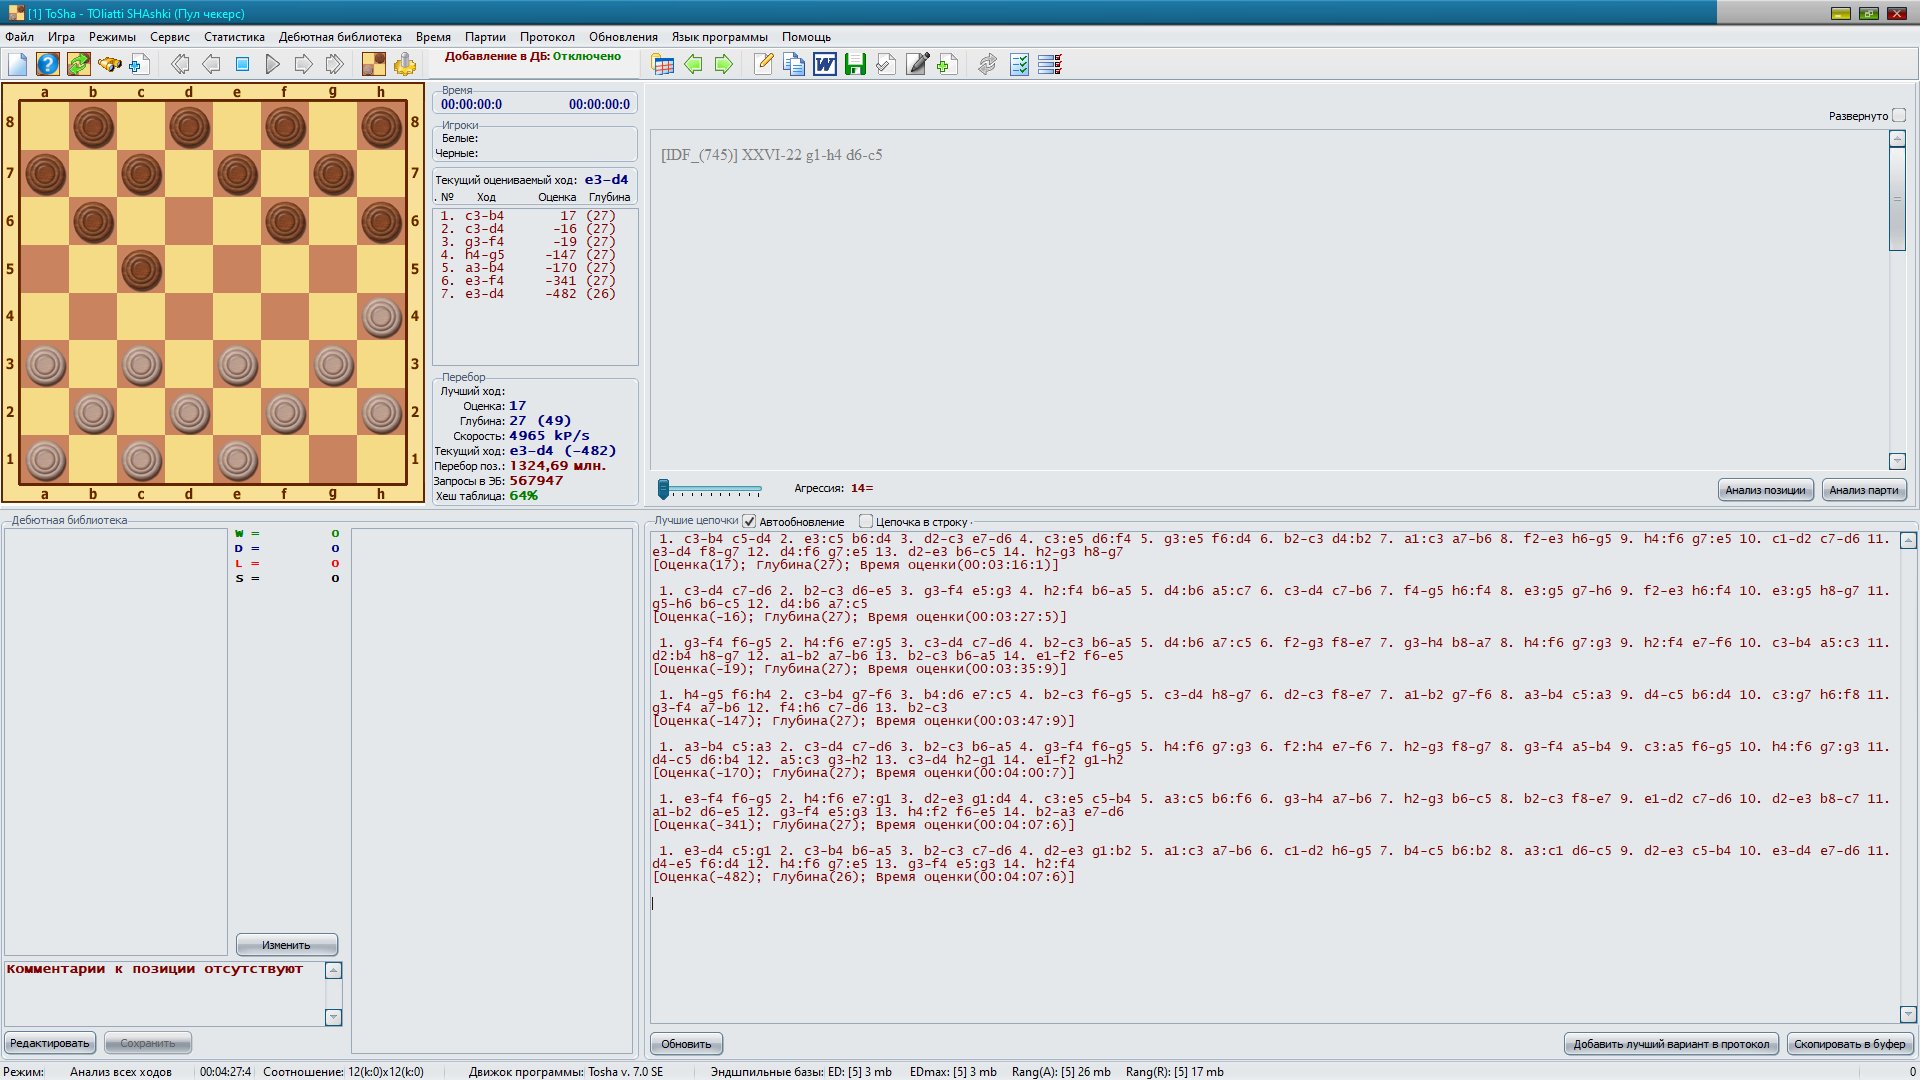 [1] ToSha - TOliatti SHAshki (Пул чекерс)
Файл Игра Режимы Сервис Статистика Дебютная библиотека Время Партии Протокол Обновления Язык программы Помощь
Добавление в ДБ: Отключено
a b c d e f g h
8 8
7 7
6 6
5 5
4 4
3 3
2 2
1 1
a b c d e f g h
Время
00:00:00:0 00:00:00:0
Игроки
Белые:
Черные:
Текущий оцениваемый ход: e3-d4
. № Ход Оценка Глубина
1. c3-b4 17 (27)
2. c3-d4 -16 (27)
3. g3-f4 -19 (27)
4. h4-g5 -147 (27)
5. a3-b4 -170 (27)
6. e3-f4 -341 (27)
7. e3-d4 -482 (26)
Перебор
Лучший ход:
Оценка: 17
Глубина: 27 (49)
Скорость: 4965 kP/s
Текущий ход: e3-d4 (-482)
Перебор поз.: 1324,69 млн.
Запросы в ЭБ: 567947
Хеш таблица: 64%
Развернуто
[IDF_(745)] XXVI-22 g1-h4 d6-c5
Агрессия: 14=
Анализ позиции Анализ парти
Дебютная библиотека
W = 0
D = 0
L = 0
S = 0
Изменить
Комментарии к позиции отсутствуют
Редактировать Сохранить
Лучшие цепочки Автообновление Цепочка в строку
1. c3-b4 c5-d4 2. e3:c5 b6:d4 3. d2-c3 e7-d6 4. c3:e5 d6:f4 5. g3:e5 f6:d4 6. b2-c3 d4:b2 7. a1:c3 a7-b6 8. f2-e3 h6-g5 9. h4:f6 g7:e5 10. c1-d2 c7-d6 11.
e3-d4 f8-g7 12. d4:f6 g7:e5 13. d2-e3 b6-c5 14. h2-g3 h8-g7
[Оценка(17); Глубина(27); Время оценки(00:03:16:1)]
1. c3-d4 c7-d6 2. b2-c3 d6-e5 3. g3-f4 e5:g3 4. h2:f4 b6-a5 5. d4:b6 a5:c7 6. c3-d4 c7-b6 7. f4-g5 h6:f4 8. e3:g5 g7-h6 9. f2-e3 h6:f4 10. e3:g5 h8-g7 11.
g5-h6 b6-c5 12. d4:b6 a7:c5
[Оценка(-16); Глубина(27); Время оценки(00:03:27:5)]
1. g3-f4 f6-g5 2. h4:f6 e7:g5 3. c3-d4 c7-d6 4. b2-c3 b6-a5 5. d4:b6 a7:c5 6. f2-g3 f8-e7 7. g3-h4 b8-a7 8. h4:f6 g7:g3 9. h2:f4 e7-f6 10. c3-b4 a5:c3 11.
d2:b4 h8-g7 12. a1-b2 a7-b6 13. b2-c3 b6-a5 14. e1-f2 f6-e5
[Оценка(-19); Глубина(27); Время оценки(00:03:35:9)]
1. h4-g5 f6:h4 2. c3-b4 g7-f6 3. b4:d6 e7:c5 4. b2-c3 f6-g5 5. c3-d4 h8-g7 6. d2-c3 f8-e7 7. a1-b2 g7-f6 8. a3-b4 c5:a3 9. d4-c5 b6:d4 10. c3:g7 h6:f8 11.
g3-f4 a7-b6 12. f4:h6 c7-d6 13. b2-c3
[Оценка(-147); Глубина(27); Время оценки(00:03:47:9)]
1. a3-b4 c5:a3 2. c3-d4 c7-d6 3. b2-c3 b6-a5 4. g3-f4 f6-g5 5. h4:f6 g7:g3 6. f2:h4 e7-f6 7. h2-g3 f8-g7 8. g3-f4 a5-b4 9. c3:a5 f6-g5 10. h4:f6 g7:g3 11.
d4-c5 d6:b4 12. a5:c3 g3-h2 13. c3-d4 h2-g1 14. e1-f2 g1-h2
[Оценка(-170); Глубина(27); Время оценки(00:04:00:7)]
1. e3-f4 f6-g5 2. h4:f6 e7:g1 3. d2-e3 g1:d4 4. c3:e5 c5-b4 5. a3:c5 b6:f6 6. g3-h4 a7-b6 7. h2-g3 b6-c5 8. b2-c3 f8-e7 9. e1-d2 c7-d6 10. d2-e3 b8-c7 11.
a1-b2 d6-e5 12. g3-f4 e5:g3 13. h4:f2 f6-e5 14. b2-a3 e7-d6
[Оценка(-341); Глубина(27); Время оценки(00:04:07:6)]
1. e3-d4 c5:g1 2. c3-b4 b6-a5 3. b2-c3 c7-d6 4. d2-e3 g1:b2 5. a1:c3 a7-b6 6. c1-d2 h6-g5 7. b4-c5 b6:b2 8. a3:c1 d6-c5 9. d2-e3 c5-b4 10. e3-d4 e7-d6 11.
d4-e5 f6:d4 12. h4:f6 g7:e5 13. g3-f4 e5:g3 14. h2:f4
[Оценка(-482); Глубина(26); Время оценки(00:04:07:6)]
Обновить Добавить лучший вариант в протокол Скопировать в буфер
Режим: Анализ всех ходов 00:04:27:4 Соотношение: 12(k:0)x12(k:0) Движок программы: Tosha v. 7.0 SE Эндшпильные базы: ED: [5] 3 mb EDmax: [5] 3 mb Rang(A): [5] 26 mb Rang(R): [5] 17 mb 0